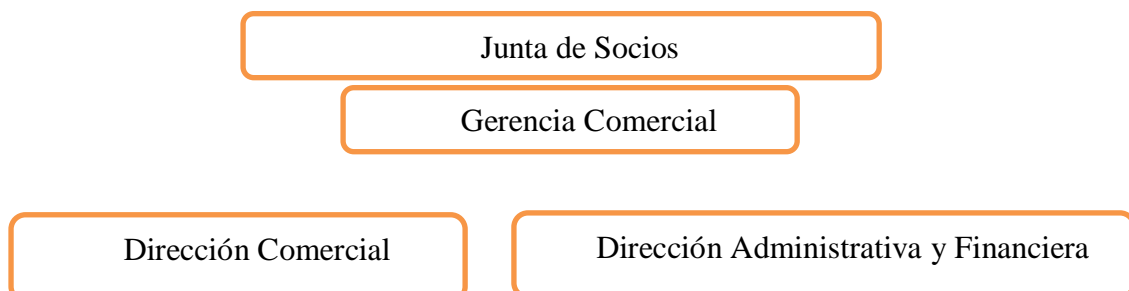 Junta de Socios
Gerencia Comercial
Dirección Comercial
Dirección Administrativa y Financiera